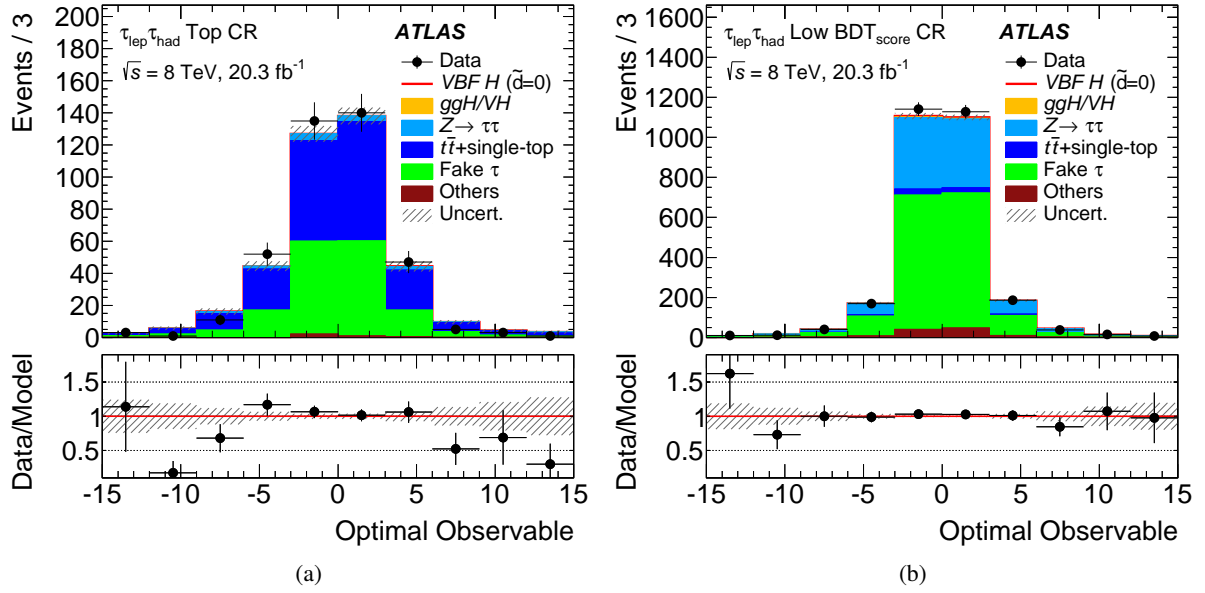 Events / 3
200
180
160
140
120
100
80
60
40
20
0
τlepτhad Top CR
√s = 8 TeV, 20.3 fb-1
ATLAS
Data
VBF H (d̃=0)
ggH/VH
Z→ ττ
tt̄+single-top
Fake τ
Others
Uncert.
Data/Model
1.5
1
0.5
-15 -10 -5 0 5 10 15
Optimal Observable
(a)
Events / 3
1600
1400
1200
1000
800
600
400
200
0
τlepτhad Low BDTscore CR
√s = 8 TeV, 20.3 fb-1
ATLAS
Data
VBF H (d̃=0)
ggH/VH
Z→ ττ
tt̄+single-top
Fake τ
Others
Uncert.
Data/Model
1.5
1
0.5
-15 -10 -5 0 5 10 15
Optimal Observable
(b)